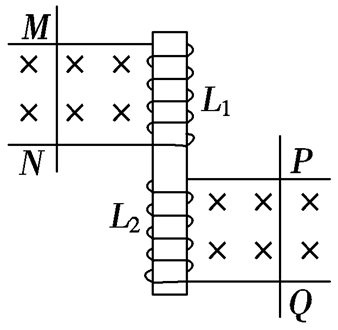 M
× × ×
× × ×
N
L₁
P
L₂
× × ×
× × ×
Q